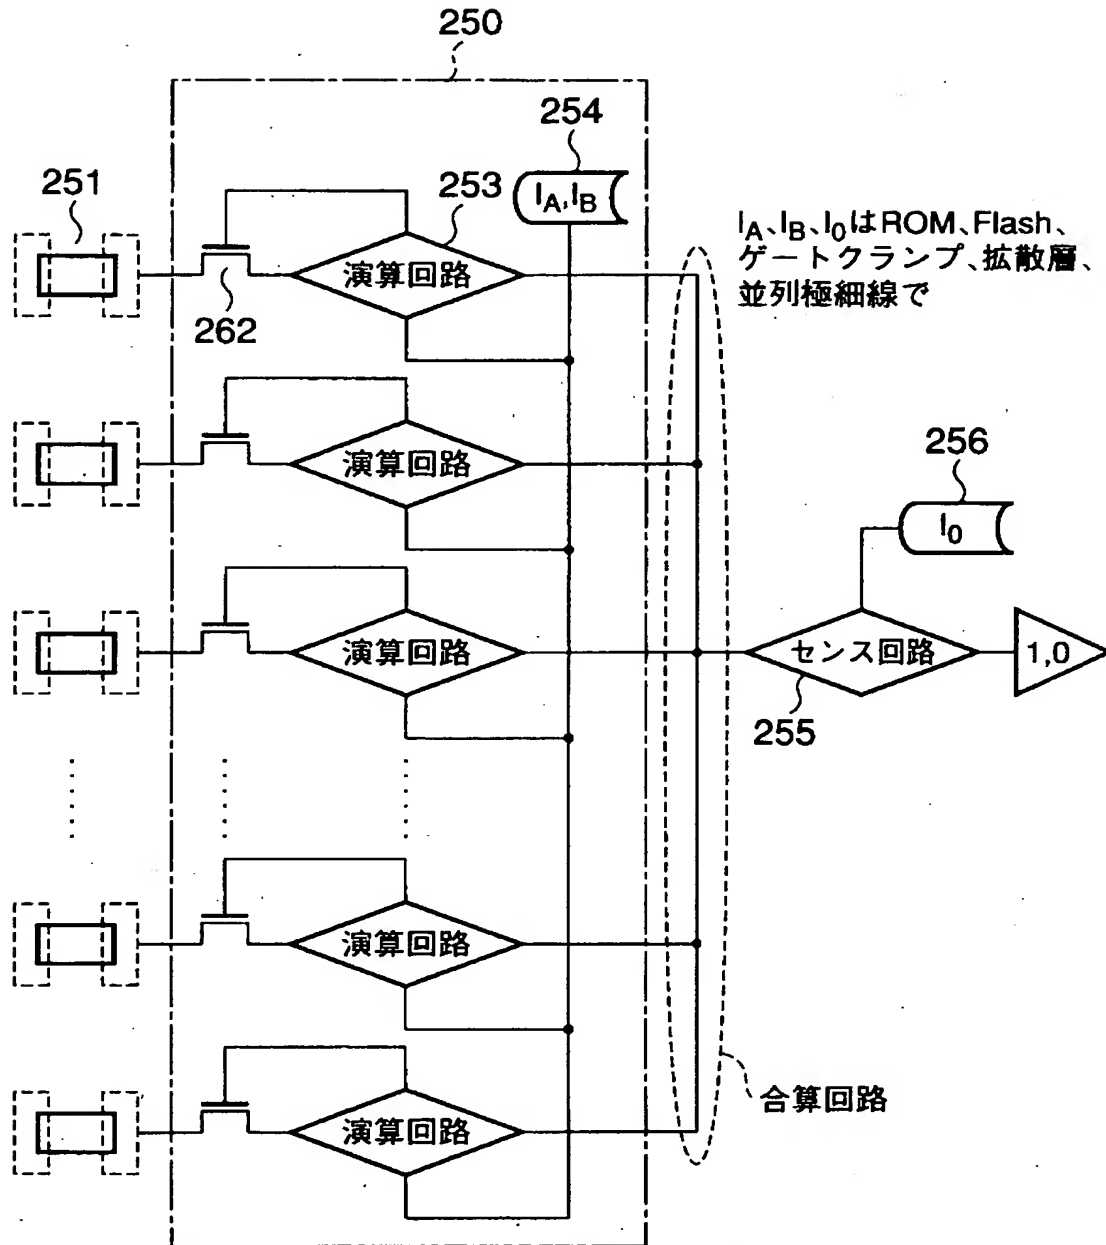 250
254
251
253
I_A,I_B
I_A、I_B、I_0はROM、Flash、
ゲートクランプ、拡散層、
並列極細線で
演算回路
262
演算回路
256
I_0
演算回路
センス回路
1,0
255
演算回路
合算回路
演算回路